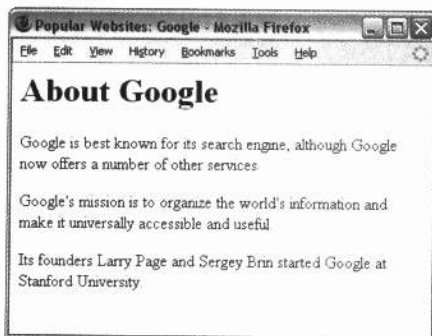 Popular Websites: Google - Mozilla Firefox
File Edit View History Bookmarks Tools Help
About Google
Google is best known for its search engine, although Google
now offers a number of other services.
Google's mission is to organize the world's information and
make it universally accessible and useful.
Its founders Larry Page and Sergey Brin started Google at
Stanford University.